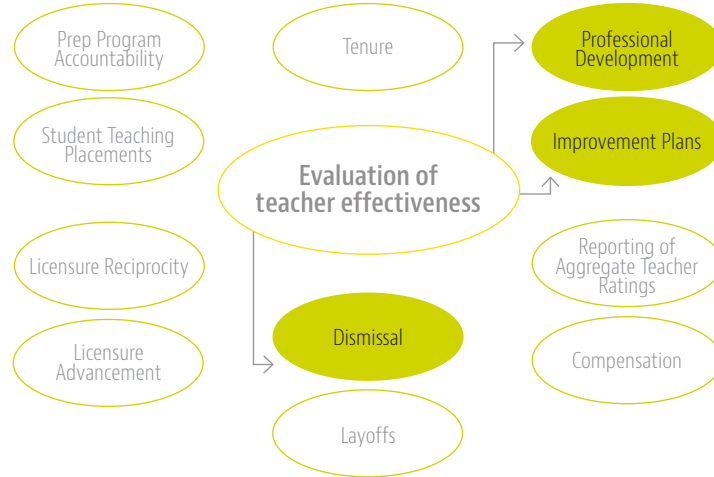 Prep Program
Accountability
Tenure
Professional
Development
Student Teaching
Placements
Improvement Plans
Evaluation of
teacher effectiveness
Licensure Reciprocity
Reporting of
Aggregate Teacher
Ratings
Dismissal
Licensure
Advancement
Compensation
Layoffs